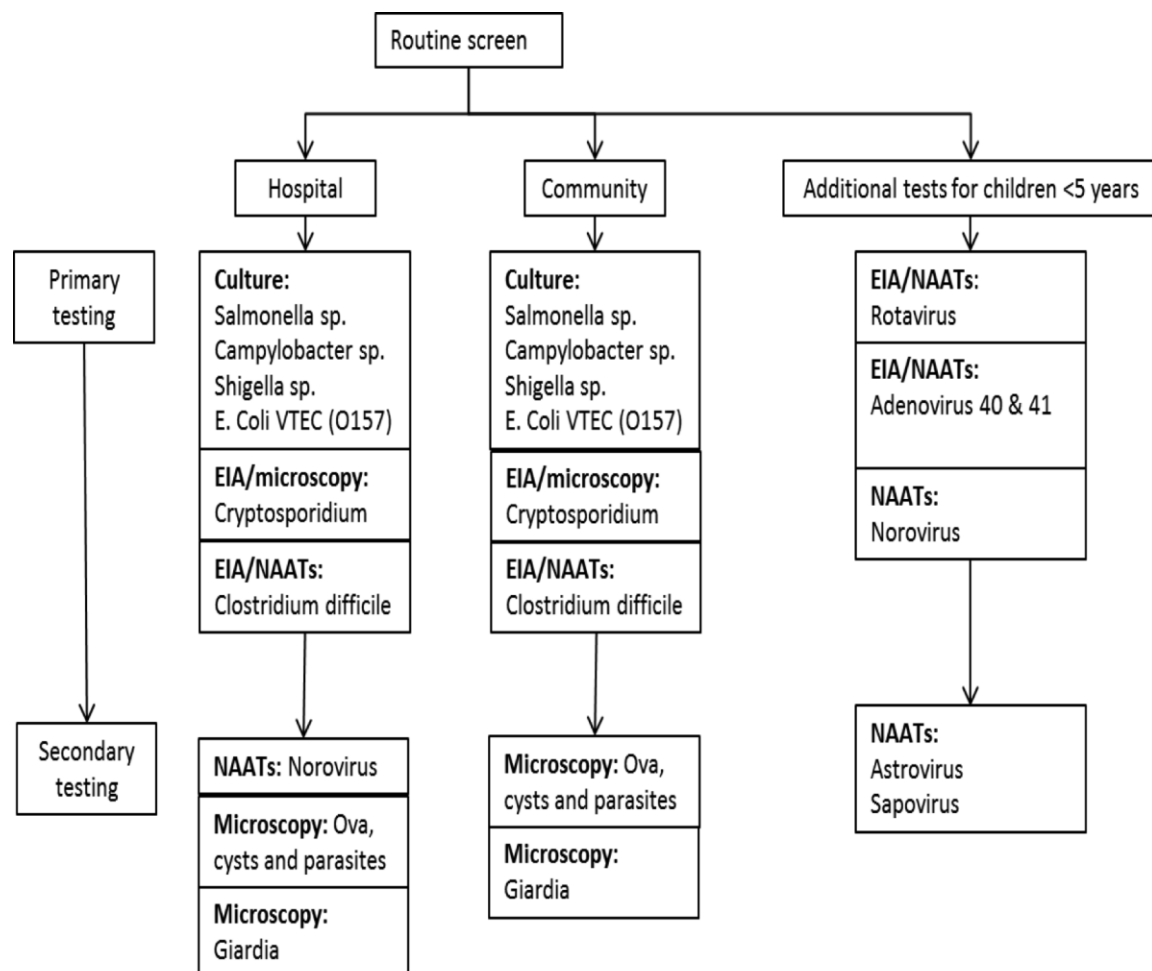 Routine screen
Hospital
Community
Additional tests for children <5 years
Primary
testing
Culture:
Salmonella sp.
Campylobacter sp.
Shigella sp.
E. Coli VTEC (O157)
EIA/microscopy:
Cryptosporidium
EIA/NAATs:
Clostridium difficile
Culture:
Salmonella sp.
Campylobacter sp.
Shigella sp.
E. Coli VTEC (O157)
EIA/microscopy:
Cryptosporidium
EIA/NAATs:
Clostridium difficile
EIA/NAATs:
Rotavirus
EIA/NAATs:
Adenovirus 40 & 41
NAATs:
Norovirus
Secondary
testing
NAATs: Norovirus
Microscopy: Ova,
cysts and parasites
Microscopy:
Giardia
Microscopy: Ova,
cysts and parasites
Microscopy:
Giardia
NAATs:
Astrovirus
Sapovirus